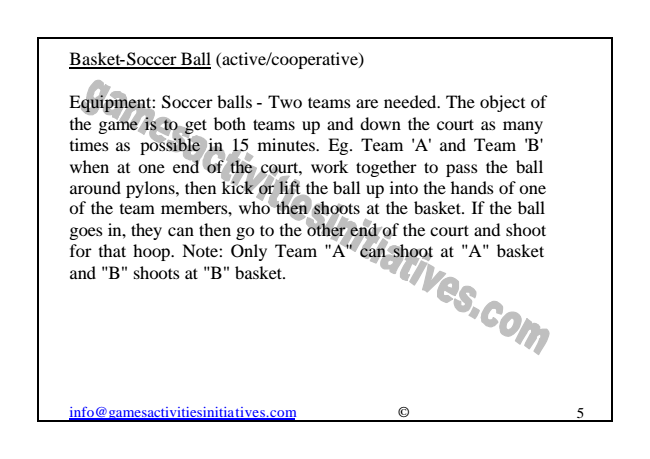 Basket-Soccer Ball (active/cooperative)
Equipment: Soccer balls - Two teams are needed. The object of
the game is to get both teams up and down the court as many
times as possible in 15 minutes. Eg. Team 'A' and Team 'B'
when at one end of the court, work together to pass the ball
around pylons, then kick or lift the ball up into the hands of one
of the team members, who then shoots at the basket. If the ball
goes in, they can then go to the other end of the court and shoot
for that hoop. Note: Only Team "A" can shoot at "A" basket
and "B" shoots at "B" basket.
gamesactivitiesinitiatives.com
info@gamesactivitiesinitiatives.com © 5